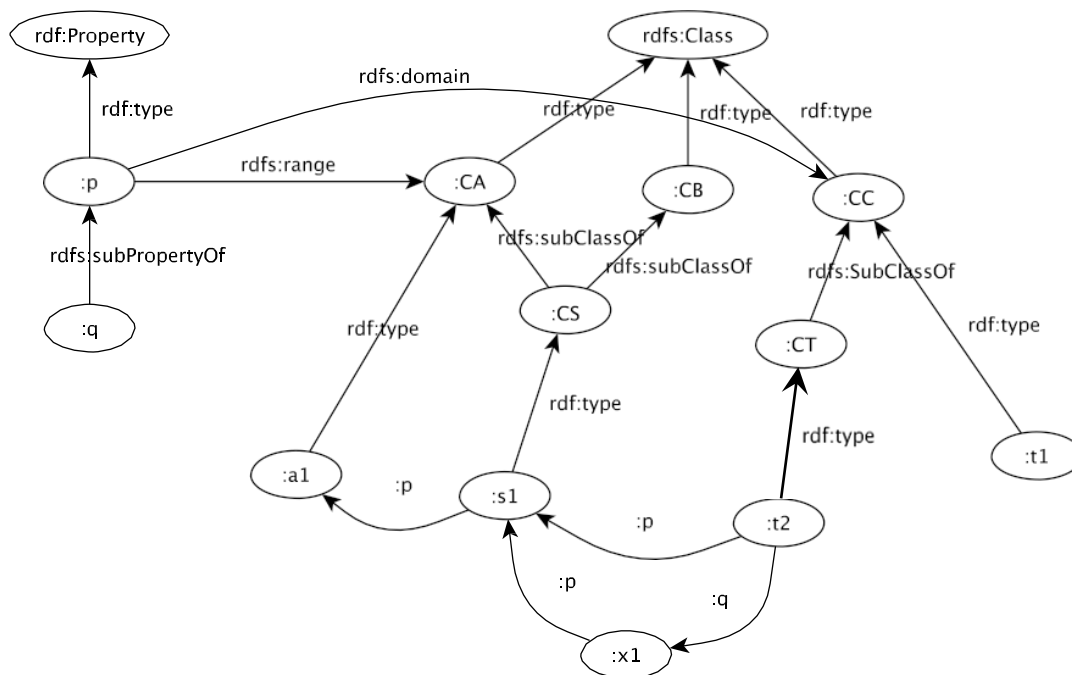 rdf:Property
rdfs:Class
rdfs:domain
rdf:type
rdf:type
rdf:type
rdf:type
rdfs:range
:p
:CA
:CB
:CC
rdfs:subClassOf
rdfs:subPropertyOf
rdfs:subClassOf
rdfs:SubClassOf
:CS
:q
rdf:type
rdf:type
:CT
rdf:type
rdf:type
:t1
:a1
:p
:s1
:p
:t2
:p
:q
:x1